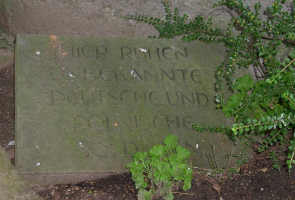 HIER RUHEN
UNBEKANNTE
DEUTSCHE UND
POLNISCHE